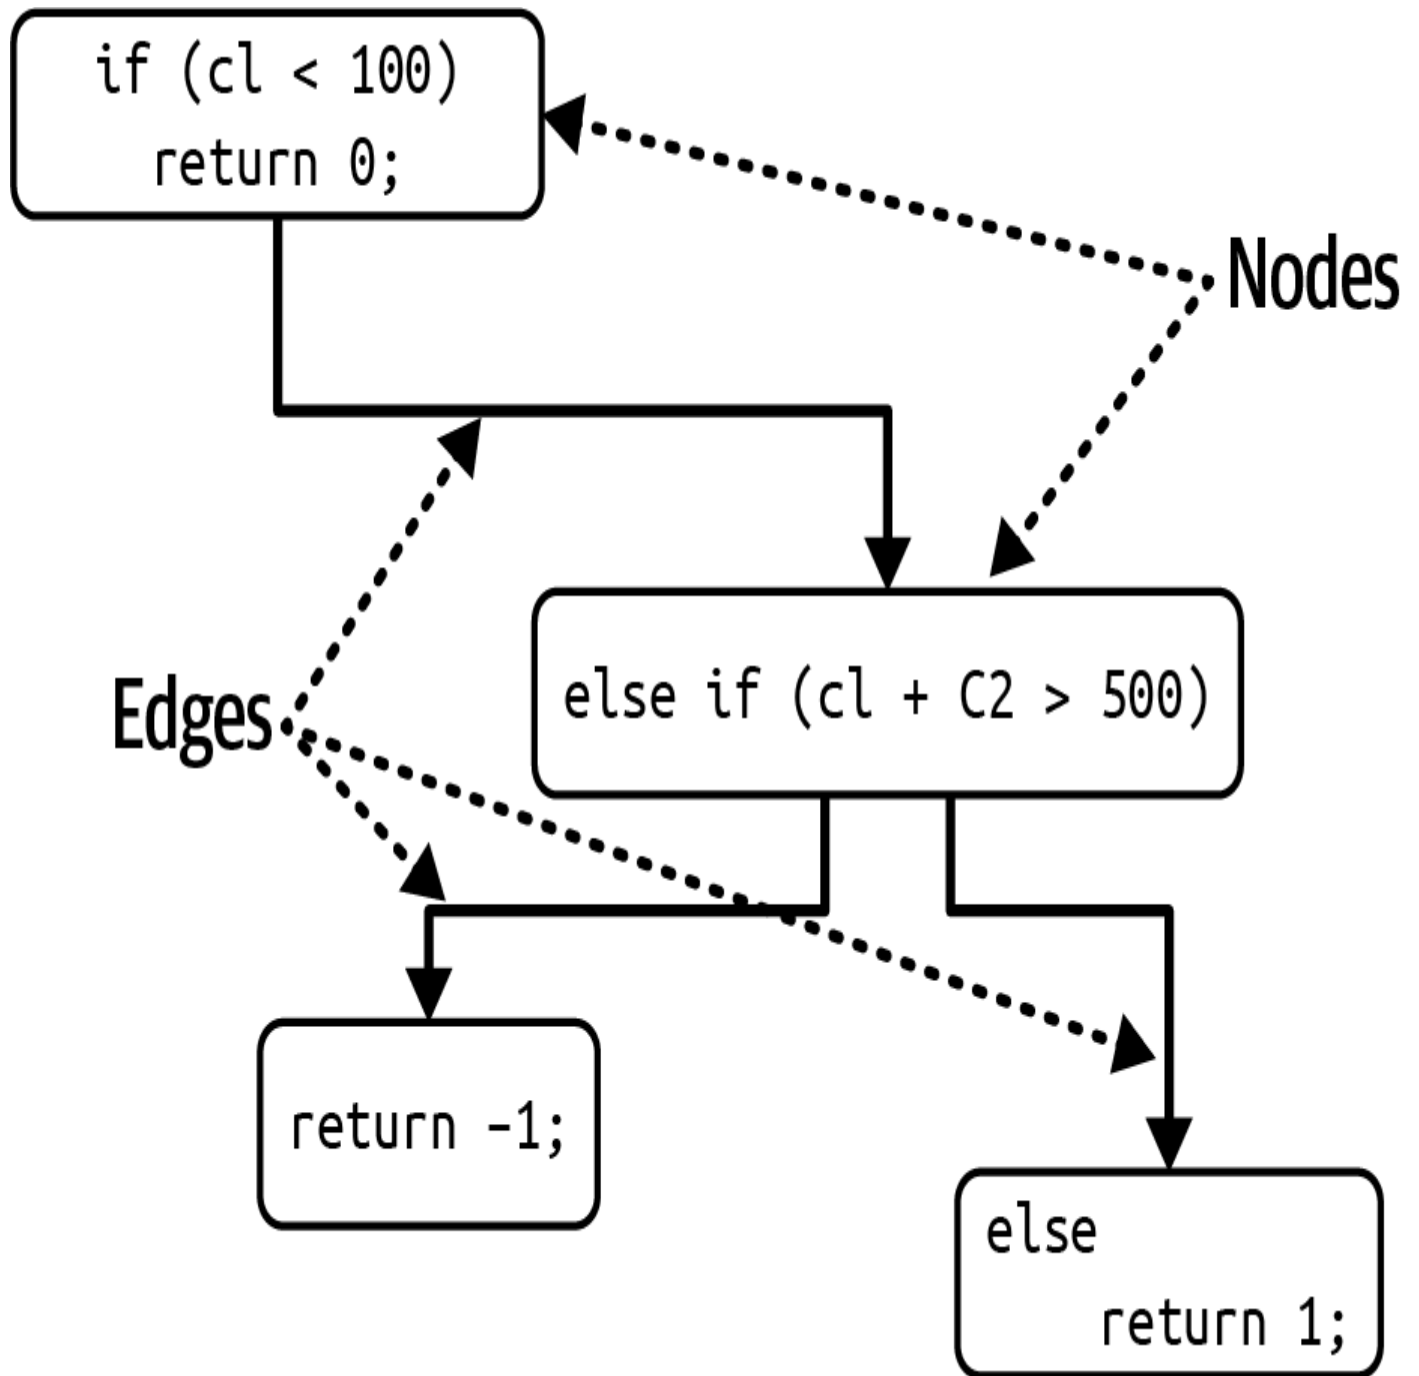 if (cl < 100)
return 0;
Nodes
else if (cl + C2 > 500)
Edges
return -1;
else
return 1;